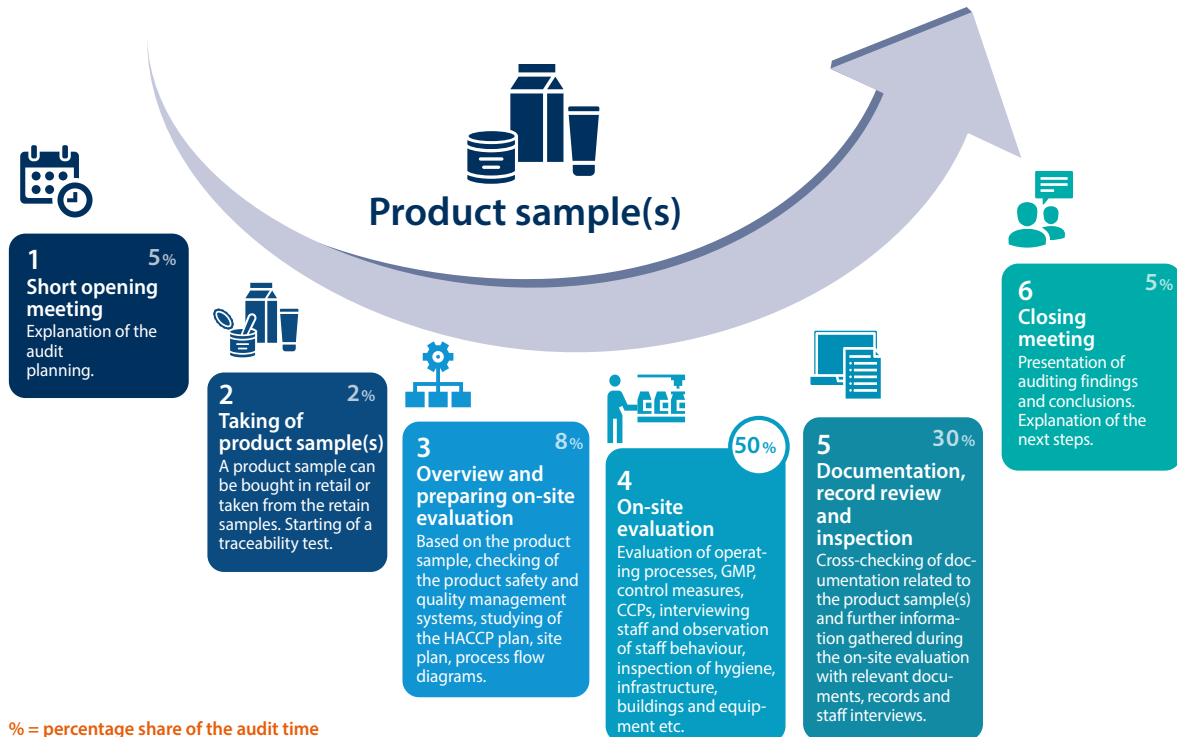 Product sample(s)
1
5%
Short opening
meeting
Explanation of the
audit
planning.
2
2%
Taking of
product sample(s)
A product sample can
be bought in retail or
taken from the retain
samples. Starting of a
traceability test.
3
8%
Overview and
preparing on-site
evaluation
Based on the product
sample, checking of
the product safety and
quality management
systems, studying of
the HACCP plan, site
plan, process flow
diagrams.
4
50%
On-site
evaluation
Evaluation of operat-
ing processes, GMP,
control measures,
CCPs, interviewing
staff and observation
of staff behaviour,
inspection of hygiene,
infrastructure,
buildings and equip-
ment etc.
5
30%
Documentation,
record review
and
inspection
Cross-checking of doc-
umentation related to
the product sample(s)
and further informa-
tion gathered during
the on-site evaluation
with relevant docu-
ments, records and
staff interviews.
6
5%
Closing
meeting
Presentation of
auditing findings
and conclusions.
Explanation of the
next steps.
% = percentage share of the audit time